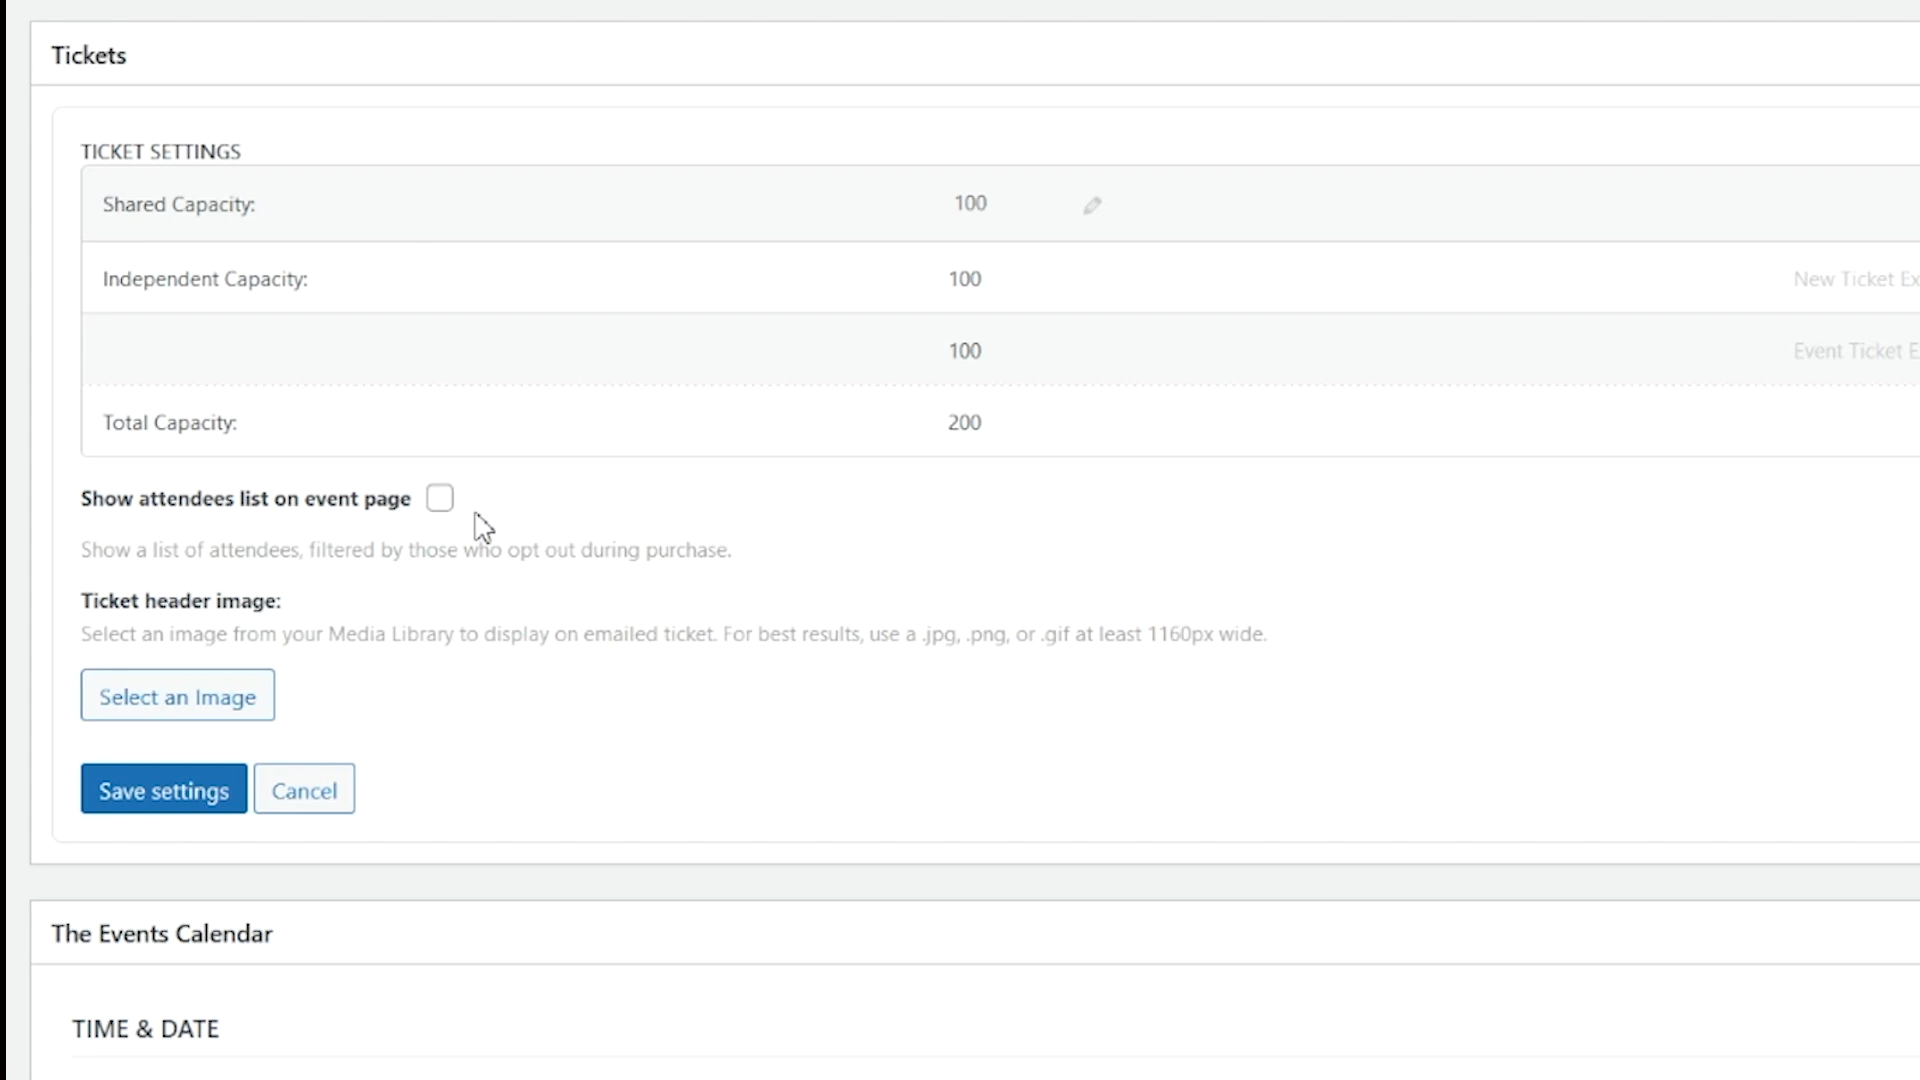 Tickets
TICKET SETTINGS
Shared Capacity: 100
Independent Capacity: 100 New Ticket Ex
100 Event Ticket E
Total Capacity: 200
Show attendees list on event page
Show a list of attendees, filtered by those who opt out during purchase.
Ticket header image:
Select an image from your Media Library to display on emailed ticket. For best results, use a .jpg, .png, or .gif at least 1160px wide.
Select an Image
Save settings Cancel
The Events Calendar
TIME & DATE